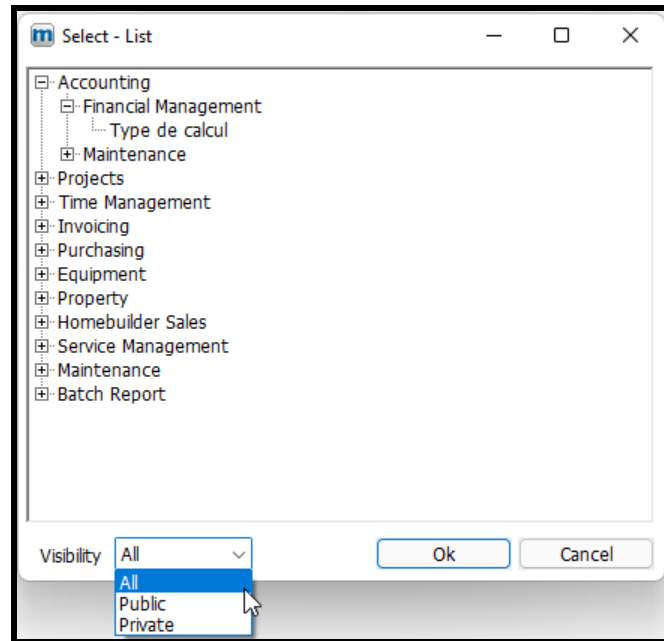 m Select - List
Accounting
Financial Management
Type de calcul
Maintenance
Projects
Time Management
Invoicing
Purchasing
Equipment
Property
Homebuilder Sales
Service Management
Maintenance
Batch Report
Visibility All Ok Cancel
All
Public
Private